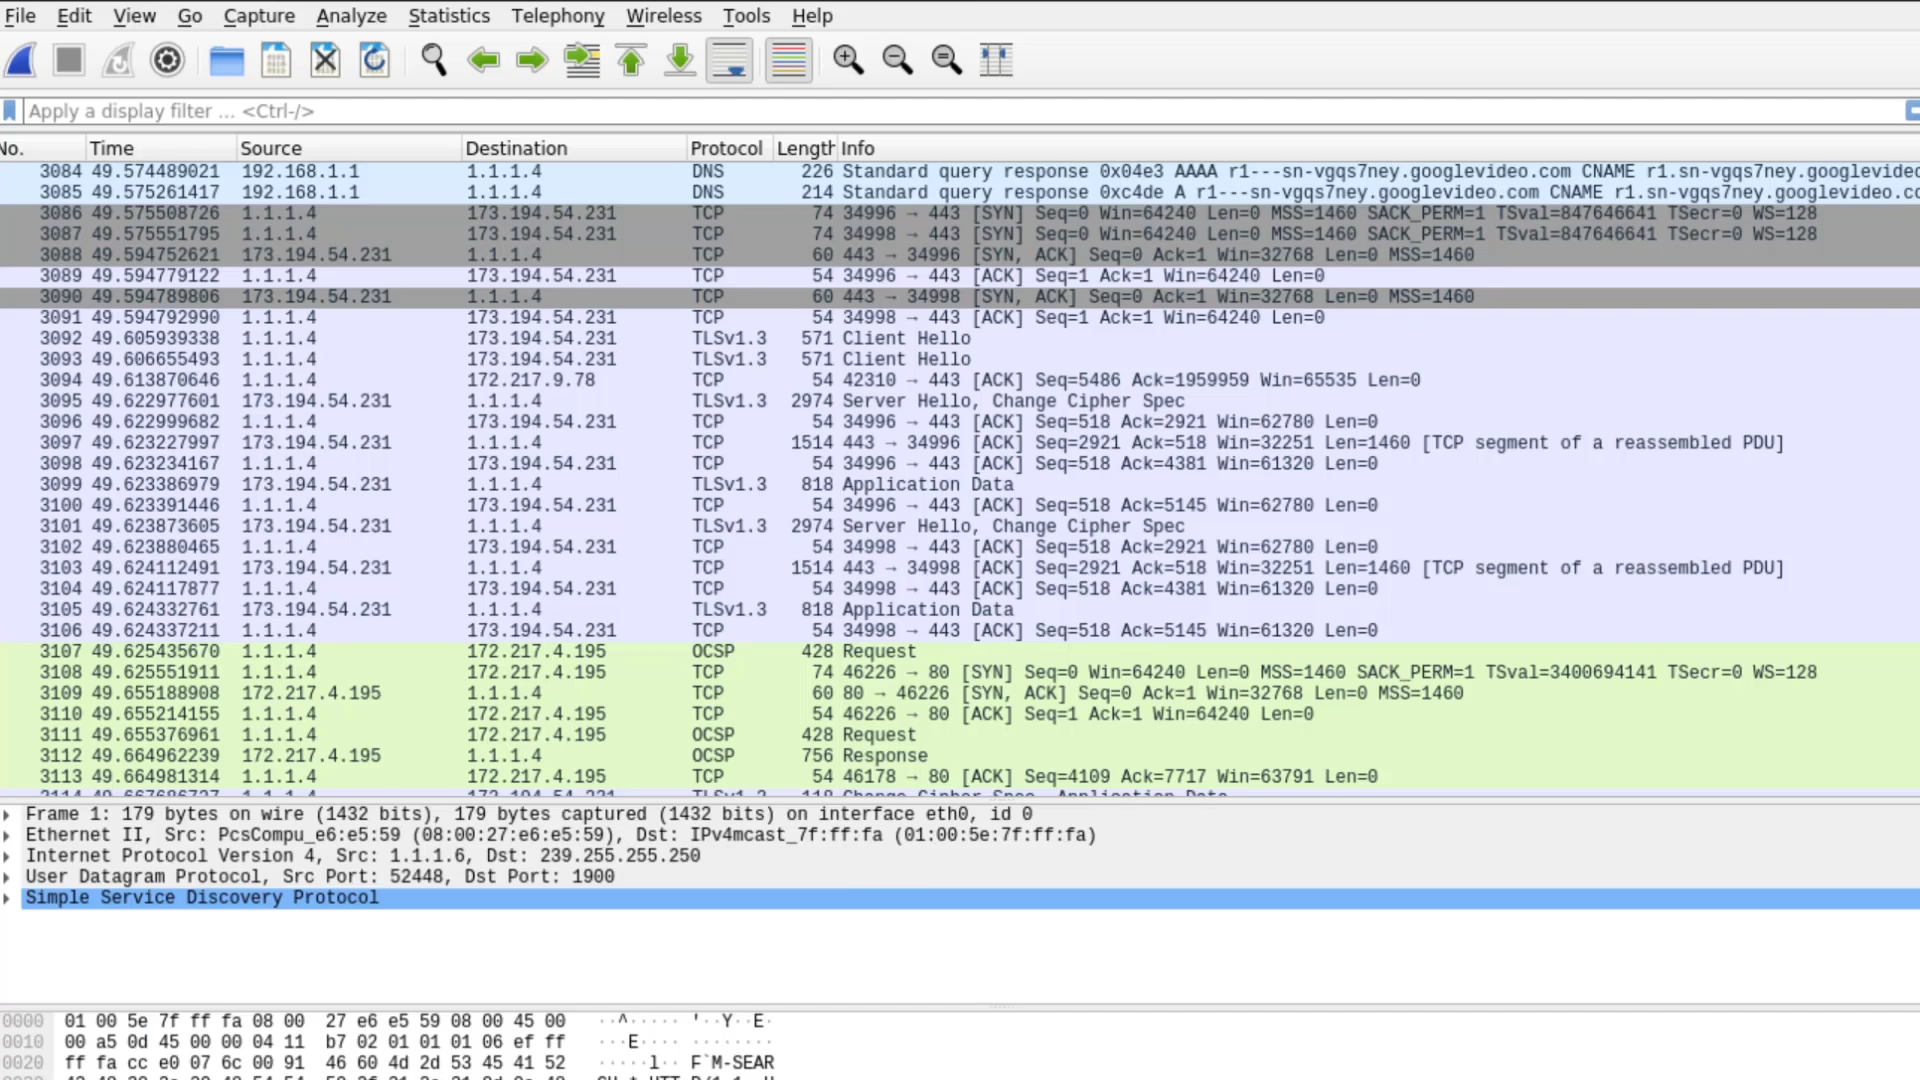 File Edit View Go Capture Analyze Statistics Telephony Wireless Tools Help
Apply a display filter ... <Ctrl-/>
No. Time Source Destination Protocol Length Info
3084 49.574489021 192.168.1.1 1.1.1.4 DNS 226 Standard query response 0x04e3 AAAA r1---sn-vgqs7ney.googlevideo.com CNAME r1.sn-vgqs7ney.googlevideo
3085 49.575261417 192.168.1.1 1.1.1.4 DNS 214 Standard query response 0xc4de A r1---sn-vgqs7ney.googlevideo.com CNAME r1.sn-vgqs7ney.googlevideo.co
3086 49.575508726 1.1.1.4 173.194.54.231 TCP 74 34996 → 443 [SYN] Seq=0 Win=64240 Len=0 MSS=1460 SACK_PERM=1 TSval=847646641 TSecr=0 WS=128
3087 49.575551795 1.1.1.4 173.194.54.231 TCP 74 34998 → 443 [SYN] Seq=0 Win=64240 Len=0 MSS=1460 SACK_PERM=1 TSval=847646641 TSecr=0 WS=128
3088 49.594752621 173.194.54.231 1.1.1.4 TCP 60 443 → 34996 [SYN, ACK] Seq=0 Ack=1 Win=32768 Len=0 MSS=1460
3089 49.594779122 1.1.1.4 173.194.54.231 TCP 54 34996 → 443 [ACK] Seq=1 Ack=1 Win=64240 Len=0
3090 49.594789806 173.194.54.231 1.1.1.4 TCP 60 443 → 34998 [SYN, ACK] Seq=0 Ack=1 Win=32768 Len=0 MSS=1460
3091 49.594792990 1.1.1.4 173.194.54.231 TCP 54 34998 → 443 [ACK] Seq=1 Ack=1 Win=64240 Len=0
3092 49.605939338 1.1.1.4 173.194.54.231 TLSv1.3 571 Client Hello
3093 49.606655493 1.1.1.4 173.194.54.231 TLSv1.3 571 Client Hello
3094 49.613870646 1.1.1.4 172.217.9.78 TCP 54 42310 → 443 [ACK] Seq=5486 Ack=1959959 Win=65535 Len=0
3095 49.622977601 173.194.54.231 1.1.1.4 TLSv1.3 2974 Server Hello, Change Cipher Spec
3096 49.622999682 1.1.1.4 173.194.54.231 TCP 54 34996 → 443 [ACK] Seq=518 Ack=2921 Win=62780 Len=0
3097 49.623227997 173.194.54.231 1.1.1.4 TCP 1514 443 → 34996 [ACK] Seq=2921 Ack=518 Win=32251 Len=1460 [TCP segment of a reassembled PDU]
3098 49.623234167 1.1.1.4 173.194.54.231 TCP 54 34996 → 443 [ACK] Seq=518 Ack=4381 Win=61320 Len=0
3099 49.623386979 173.194.54.231 1.1.1.4 TLSv1.3 818 Application Data
3100 49.623391446 1.1.1.4 173.194.54.231 TCP 54 34996 → 443 [ACK] Seq=518 Ack=5145 Win=62780 Len=0
3101 49.623873605 173.194.54.231 1.1.1.4 TLSv1.3 2974 Server Hello, Change Cipher Spec
3102 49.623880465 1.1.1.4 173.194.54.231 TCP 54 34998 → 443 [ACK] Seq=518 Ack=2921 Win=62780 Len=0
3103 49.624112491 173.194.54.231 1.1.1.4 TCP 1514 443 → 34998 [ACK] Seq=2921 Ack=518 Win=32251 Len=1460 [TCP segment of a reassembled PDU]
3104 49.624117877 1.1.1.4 173.194.54.231 TCP 54 34998 → 443 [ACK] Seq=518 Ack=4381 Win=61320 Len=0
3105 49.624332761 173.194.54.231 1.1.1.4 TLSv1.3 818 Application Data
3106 49.624337211 1.1.1.4 173.194.54.231 TCP 54 34998 → 443 [ACK] Seq=518 Ack=5145 Win=61320 Len=0
3107 49.625435670 1.1.1.4 172.217.4.195 OCSP 428 Request
3108 49.625551911 1.1.1.4 172.217.4.195 TCP 74 46226 → 80 [SYN] Seq=0 Win=64240 Len=0 MSS=1460 SACK_PERM=1 TSval=3400694141 TSecr=0 WS=128
3109 49.655188908 172.217.4.195 1.1.1.4 TCP 60 80 → 46226 [SYN, ACK] Seq=0 Ack=1 Win=32768 Len=0 MSS=1460
3110 49.655214155 1.1.1.4 172.217.4.195 TCP 54 46226 → 80 [ACK] Seq=1 Ack=1 Win=64240 Len=0
3111 49.655376961 1.1.1.4 172.217.4.195 OCSP 428 Request
3112 49.664962239 172.217.4.195 1.1.1.4 OCSP 756 Response
3113 49.664981314 1.1.1.4 172.217.4.195 TCP 54 46178 → 80 [ACK] Seq=4109 Ack=7717 Win=63791 Len=0
Frame 1: 179 bytes on wire (1432 bits), 179 bytes captured (1432 bits) on interface eth0, id 0
Ethernet II, Src: PcsCompu_e6:e5:59 (08:00:27:e6:e5:59), Dst: IPv4mcast_7f:ff:fa (01:00:5e:7f:ff:fa)
Internet Protocol Version 4, Src: 1.1.1.6, Dst: 239.255.255.250
User Datagram Protocol, Src Port: 52448, Dst Port: 1900
Simple Service Discovery Protocol
0000 01 00 5e 7f ff fa 08 00 27 e6 e5 59 08 00 45 00 ··^····· '··Y··E·
0010 00 a5 0d 45 00 00 04 11 b7 02 01 01 01 06 ef ff ···E···· ········
0020 ff fa cc e0 07 6c 00 91 46 60 4d 2d 53 45 41 52 ·····l·· F`M-SEAR